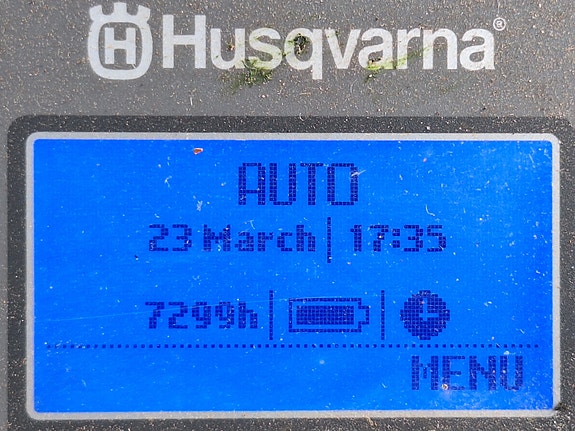 Husqvarna®
AUTO
23 March | 17:35
7299h
MENU